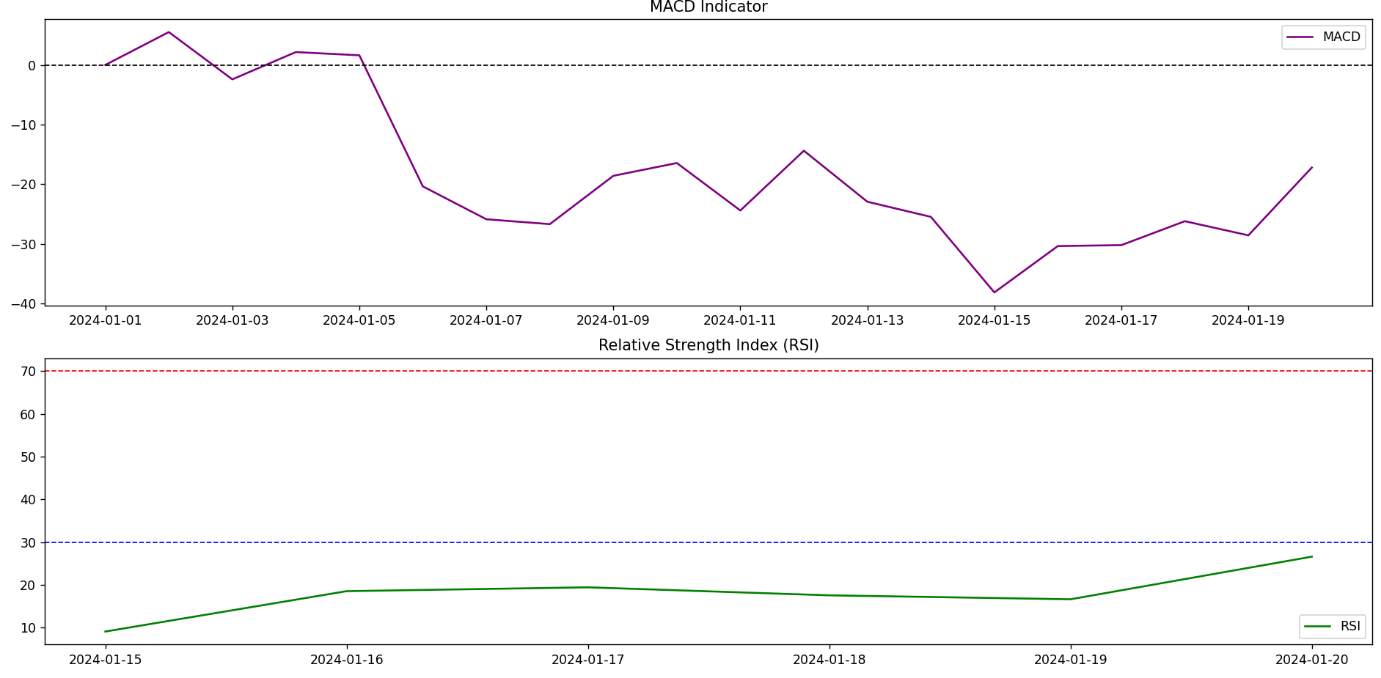 MACD Indicator
MACD
0
−10
−20
−30
−40
2024-01-01 2024-01-03 2024-01-05 2024-01-07 2024-01-09 2024-01-11 2024-01-13 2024-01-15 2024-01-17 2024-01-19
Relative Strength Index (RSI)
70
60
50
40
30
20
10
RSI
2024-01-15 2024-01-16 2024-01-17 2024-01-18 2024-01-19 2024-01-20